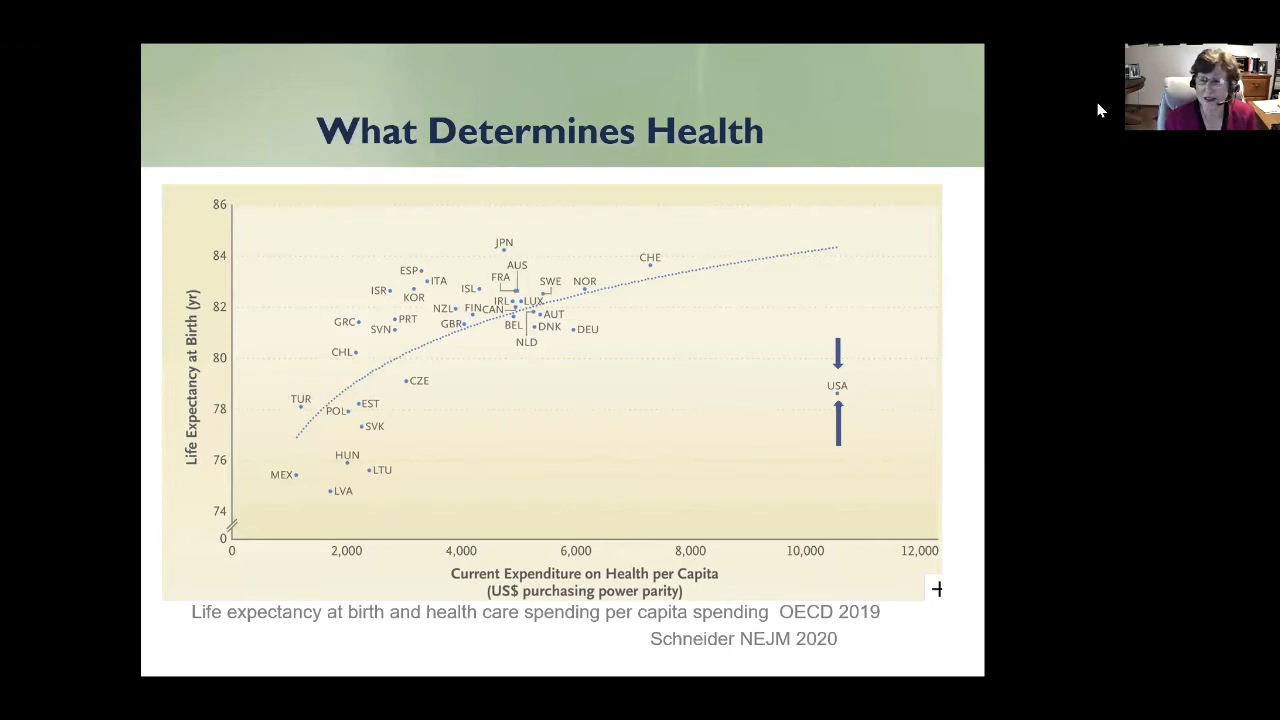 What Determines Health
86
84
82
80
78
76
74
0
Life Expectancy at Birth (yr)
JPN
AUS
CHE
ESP
ITA
FRA
SWE
NOR
ISR
KOR
ISL
IRL
LUX
NZL
FIN
CAN
AUT
GRC
PRT
SVN
GBR
BEL
DNK
DEU
NLD
CHL
CZE
USA
TUR
POL
EST
SVK
HUN
MEX
LTU
LVA
0 2,000 4,000 6,000 8,000 10,000 12,000
Current Expenditure on Health per Capita
(US$ purchasing power parity)
Life expectancy at birth and health care spending per capita spending OECD 2019
Schneider NEJM 2020